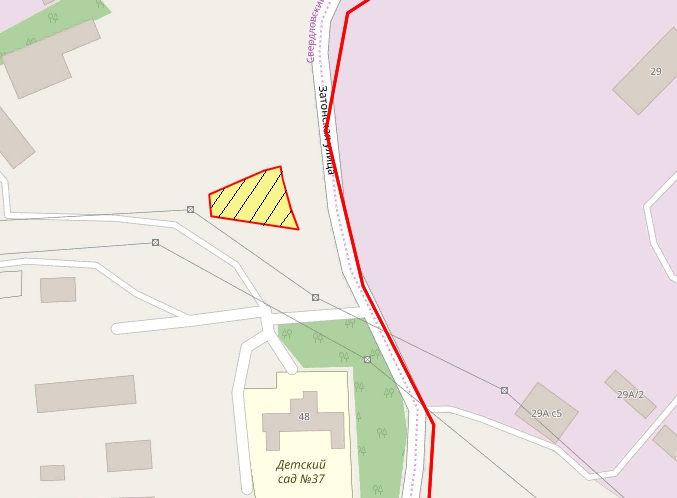 Свердловский
Затонская улица
29
29А/2
29А с5
48
Детский
сад №37